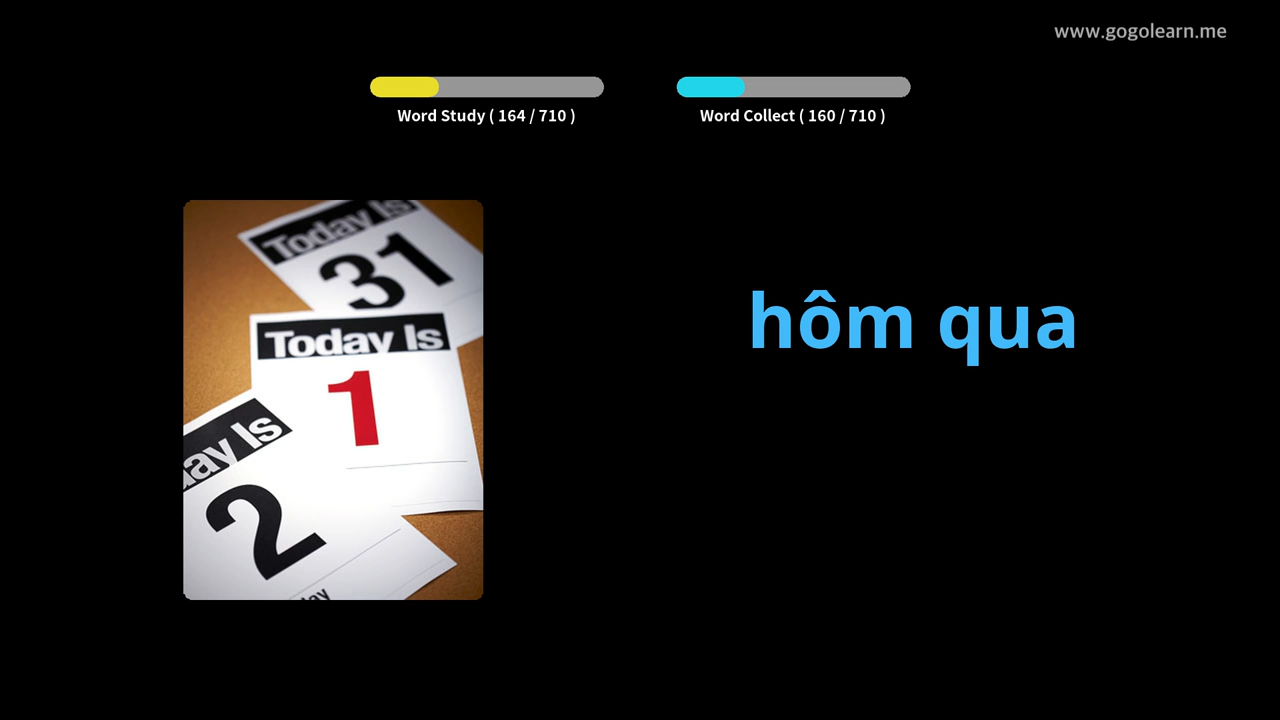 www.gogolearn.me
Word Study ( 164 / 710 )
Word Collect ( 160 / 710 )
Today Is
31
Today Is
1
ay Is
2
hôm qua